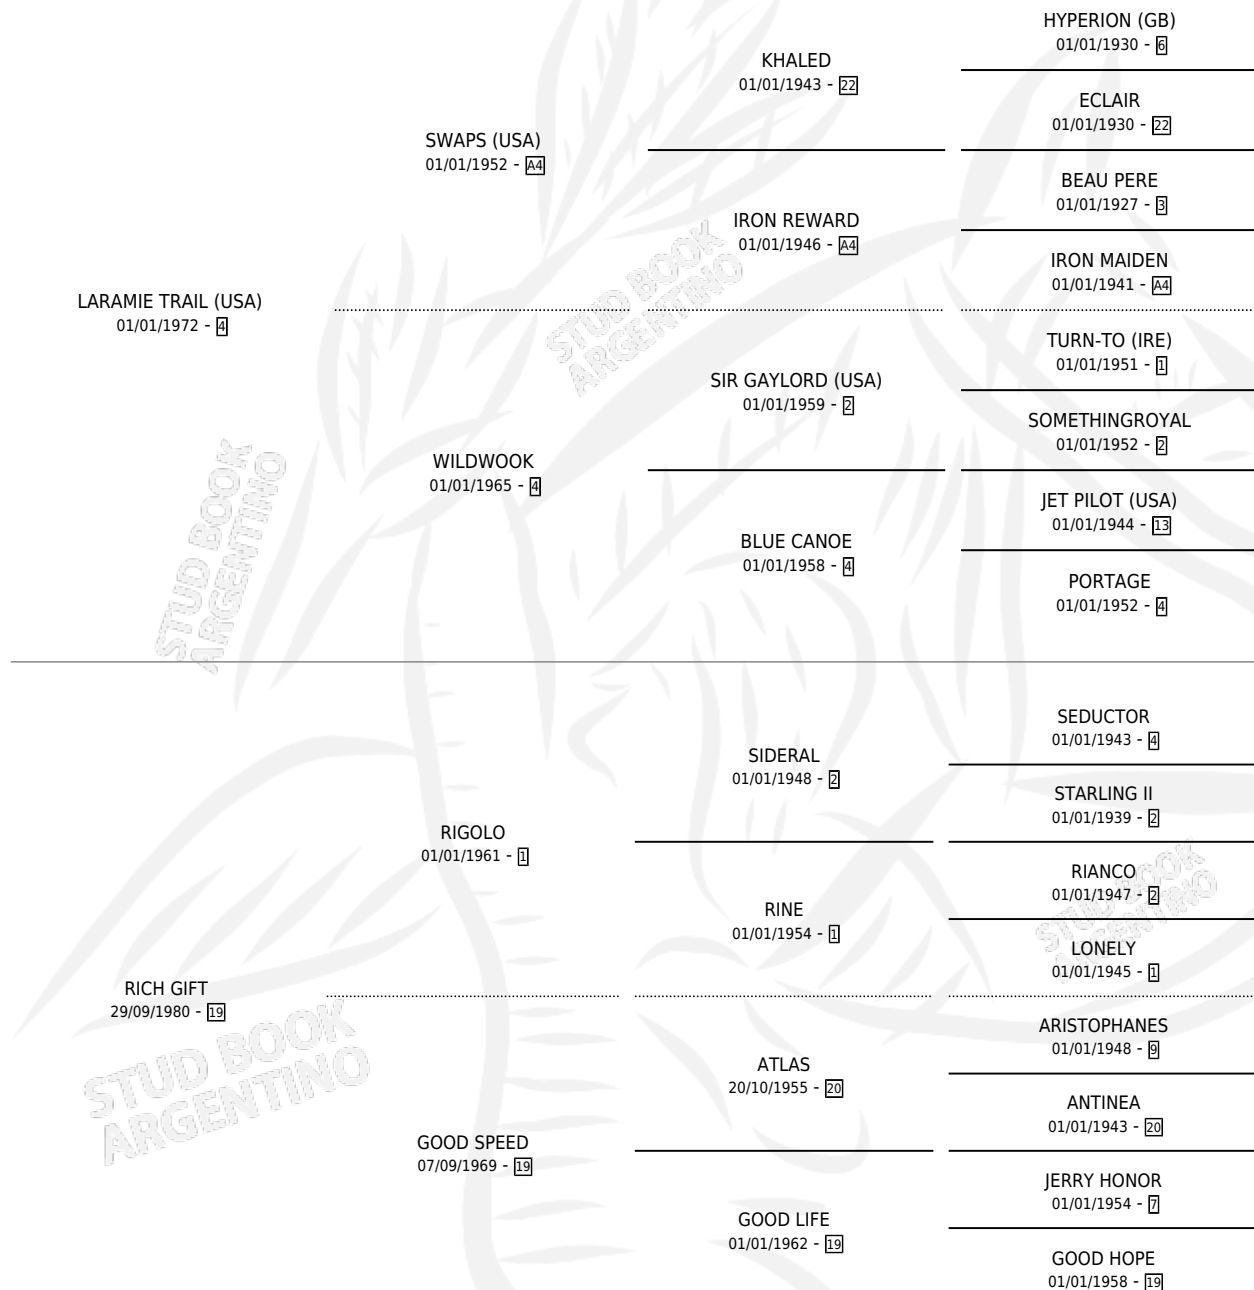 HYPERION (GB)
01/01/1930 - 6
KHALED
01/01/1943 - 22
ECLAIR
01/01/1930 - 22
SWAPS (USA)
01/01/1952 - A4
BEAU PERE
01/01/1927 - 3
IRON REWARD
01/01/1946 - A4
IRON MAIDEN
01/01/1941 - A4
LARAMIE TRAIL (USA)
01/01/1972 - 4
TURN-TO (IRE)
01/01/1951 - 1
SIR GAYLORD (USA)
01/01/1959 - 2
SOMETHINGROYAL
01/01/1952 - 2
WILDWOOK
01/01/1965 - 4
JET PILOT (USA)
01/01/1944 - 13
BLUE CANOE
01/01/1958 - 4
PORTAGE
01/01/1952 - 4
STUD BOOK
ARGENTINO
STUD BOOK
ARGENTINO
SEDUCTOR
01/01/1943 - 4
SIDERAL
01/01/1948 - 2
STARLING II
01/01/1939 - 2
RIGOLO
01/01/1961 - 1
RIANCO
01/01/1947 - 2
RINE
01/01/1954 - 1
LONELY
01/01/1945 - 1
RICH GIFT
29/09/1980 - 19
ARISTOPHANES
01/01/1948 - 9
ATLAS
20/10/1955 - 20
ANTINEA
01/01/1943 - 20
GOOD SPEED
07/09/1969 - 19
JERRY HONOR
01/01/1954 - 7
GOOD LIFE
01/01/1962 - 19
GOOD HOPE
01/01/1958 - 19
STUD BOOK
ARGENTINO
STUD BOOK
ARGENTINO